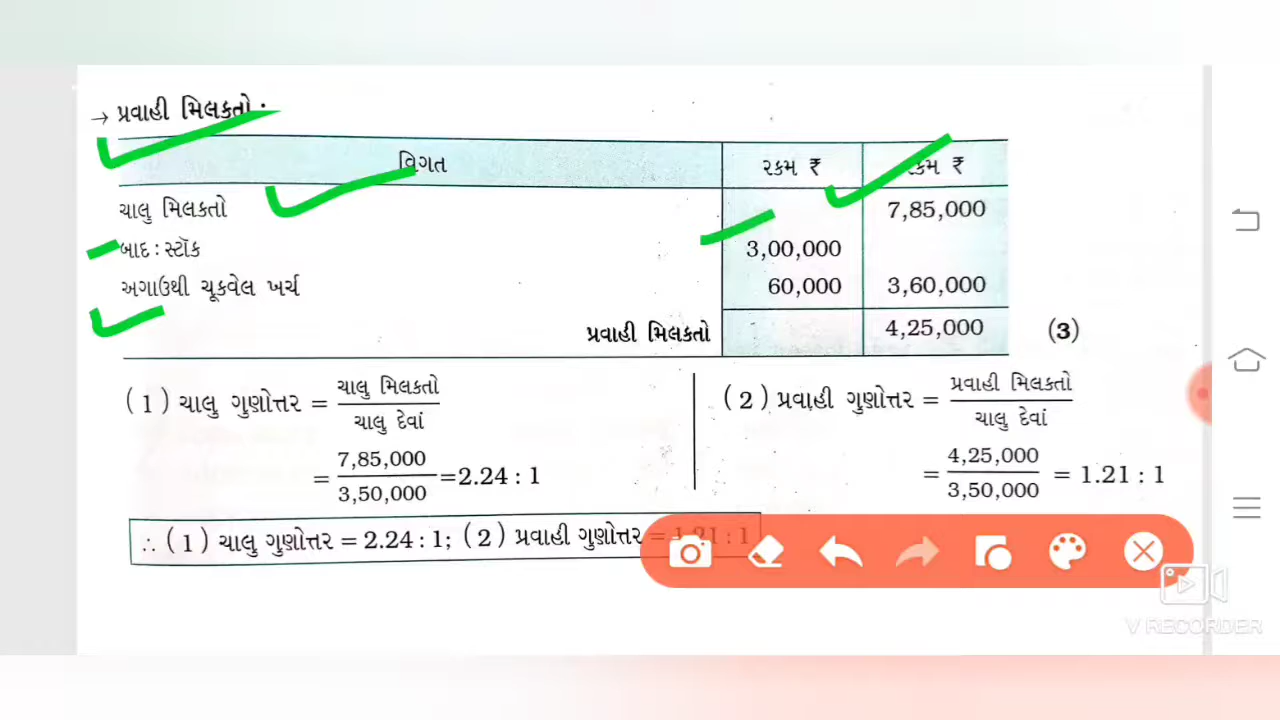 → પ્રવાહી મિલકતો :
વિગત રકમ ₹ રકમ ₹
ચાલુ મિલકતો 7,85,000
બાદ : સ્ટૉક 3,00,000
અગાઉથી ચૂકવેલ ખર્ચ 60,000 3,60,000
પ્રવાહી મિલકતો 4,25,000 (3)
(1) ચાલુ ગુણોત્તર = ચાલુ મિલકતો / ચાલુ દેવાં
= 7,85,000 / 3,50,000 = 2.24 : 1
(2) પ્રવાહી ગુણોત્તર = પ્રવાહી મિલકતો / ચાલુ દેવાં
= 4,25,000 / 3,50,000 = 1.21 : 1
∴ (1) ચાલુ ગુણોત્તર = 2.24 : 1; (2) પ્રવાહી ગુણોત્તર = 1.21 : 1
V RECORDER